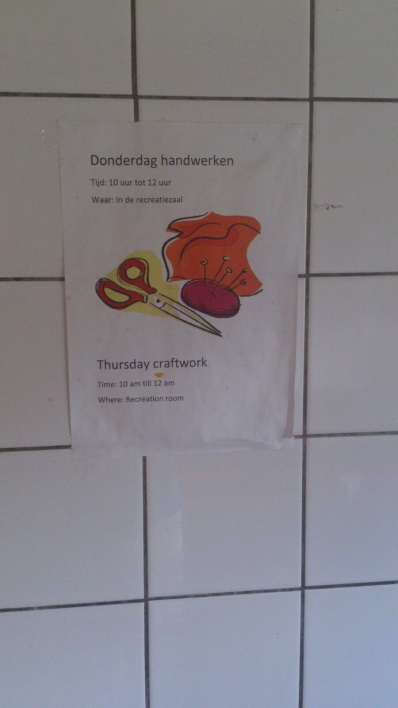 Donderdag handwerken
Tijd: 10 uur tot 12 uur
Waar: In de recreatiezaal
Thursday craftwork
Time: 10 am till 12 am
Where: Recreation room